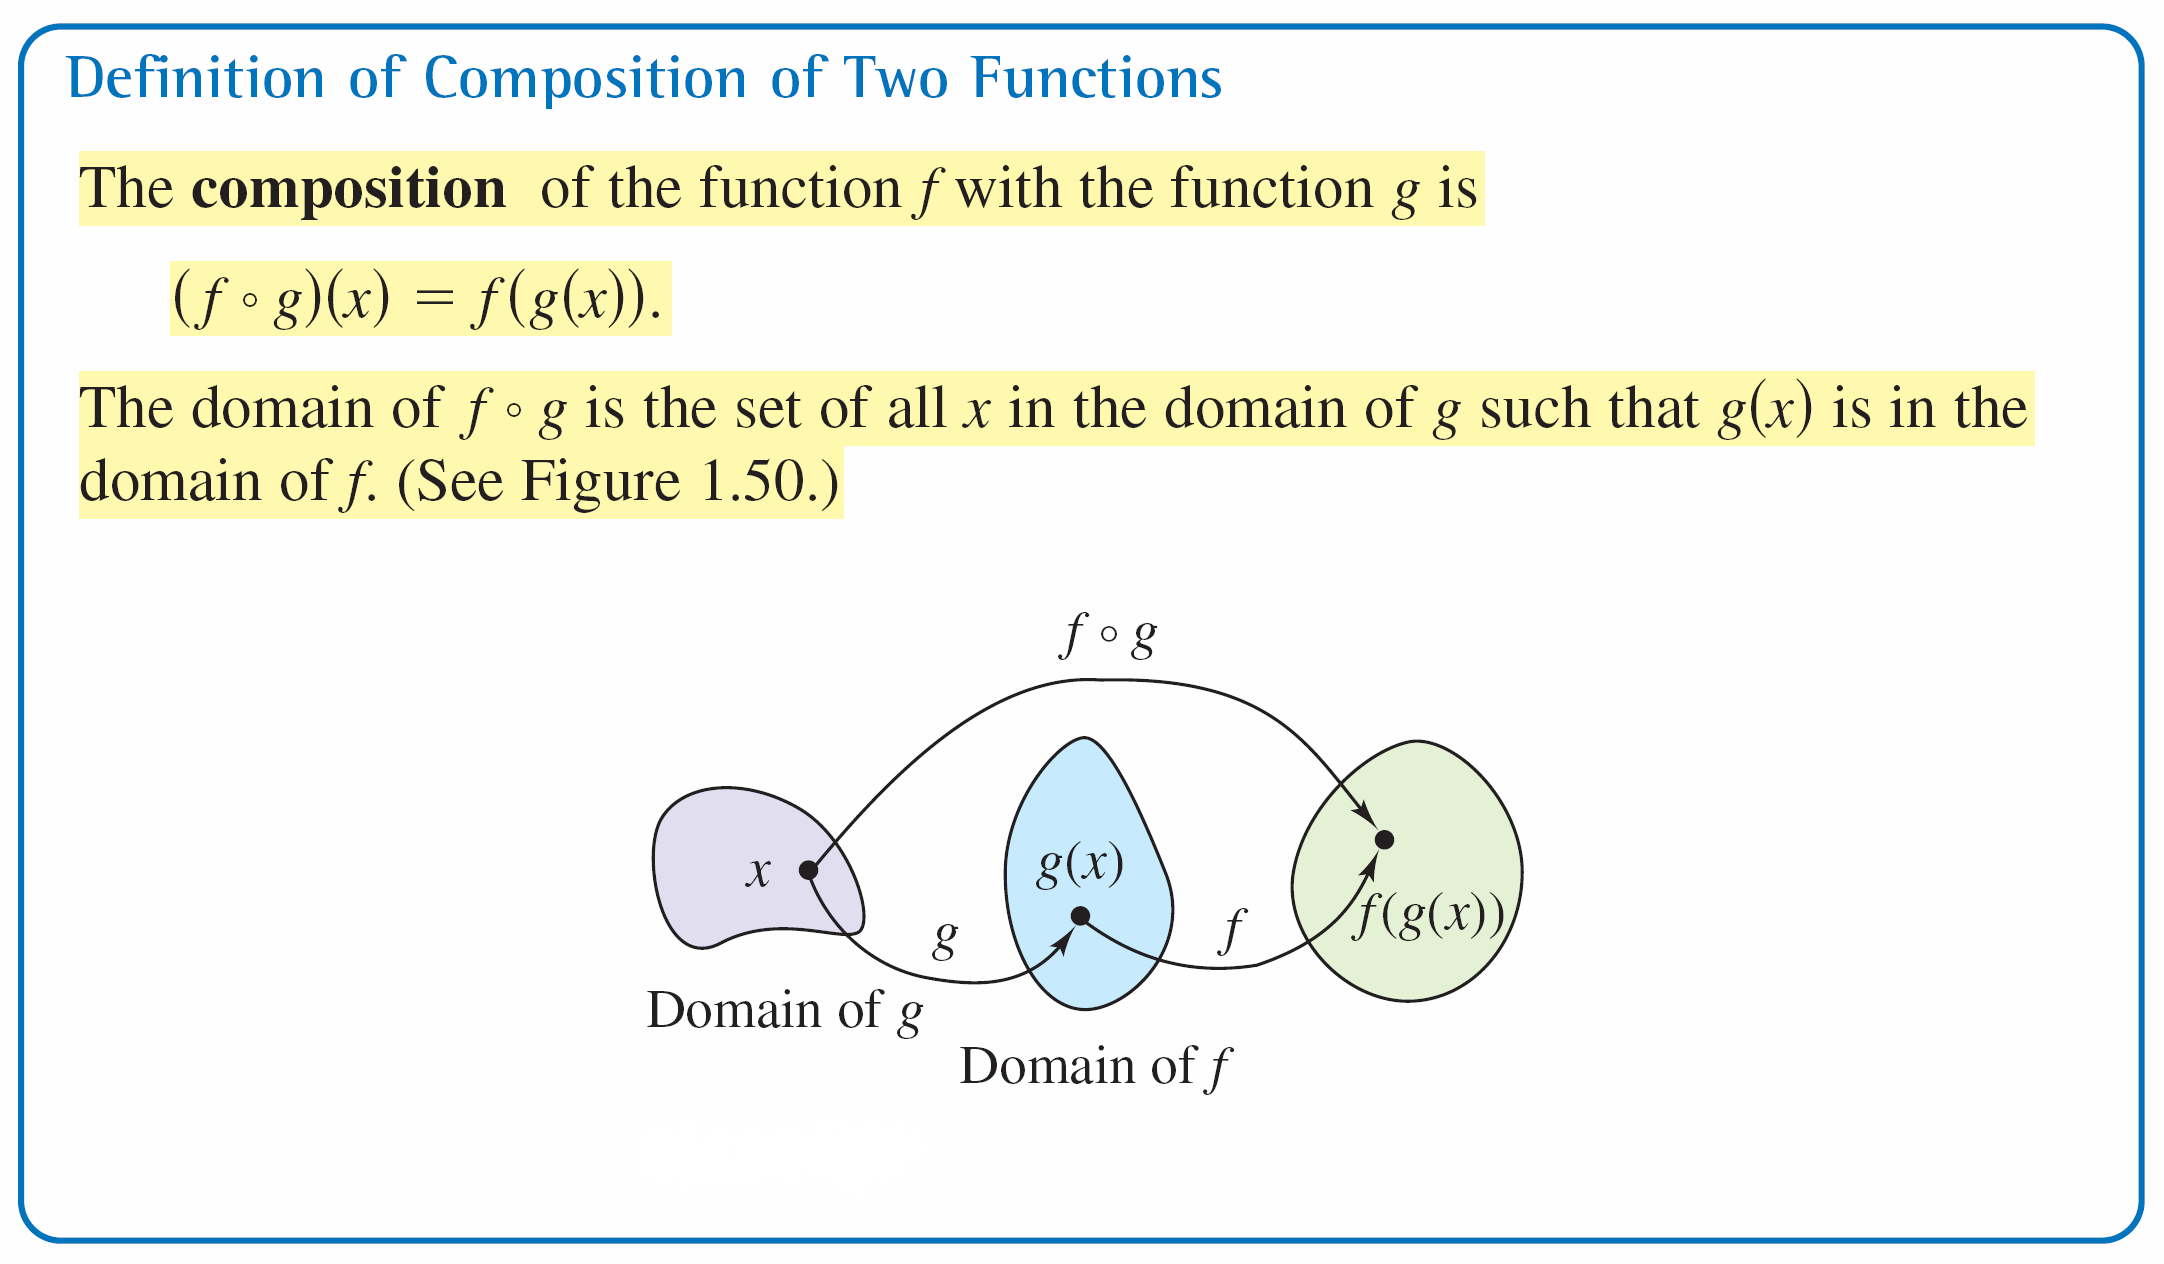 Definition of Composition of Two Functions
The composition of the function f with the function g is
(f ∘ g)(x) = f(g(x)).
The domain of f ∘ g is the set of all x in the domain of g such that g(x) is in the
domain of f. (See Figure 1.50.)
f ∘ g
x
g(x)
g
f
f(g(x))
Domain of g
Domain of f